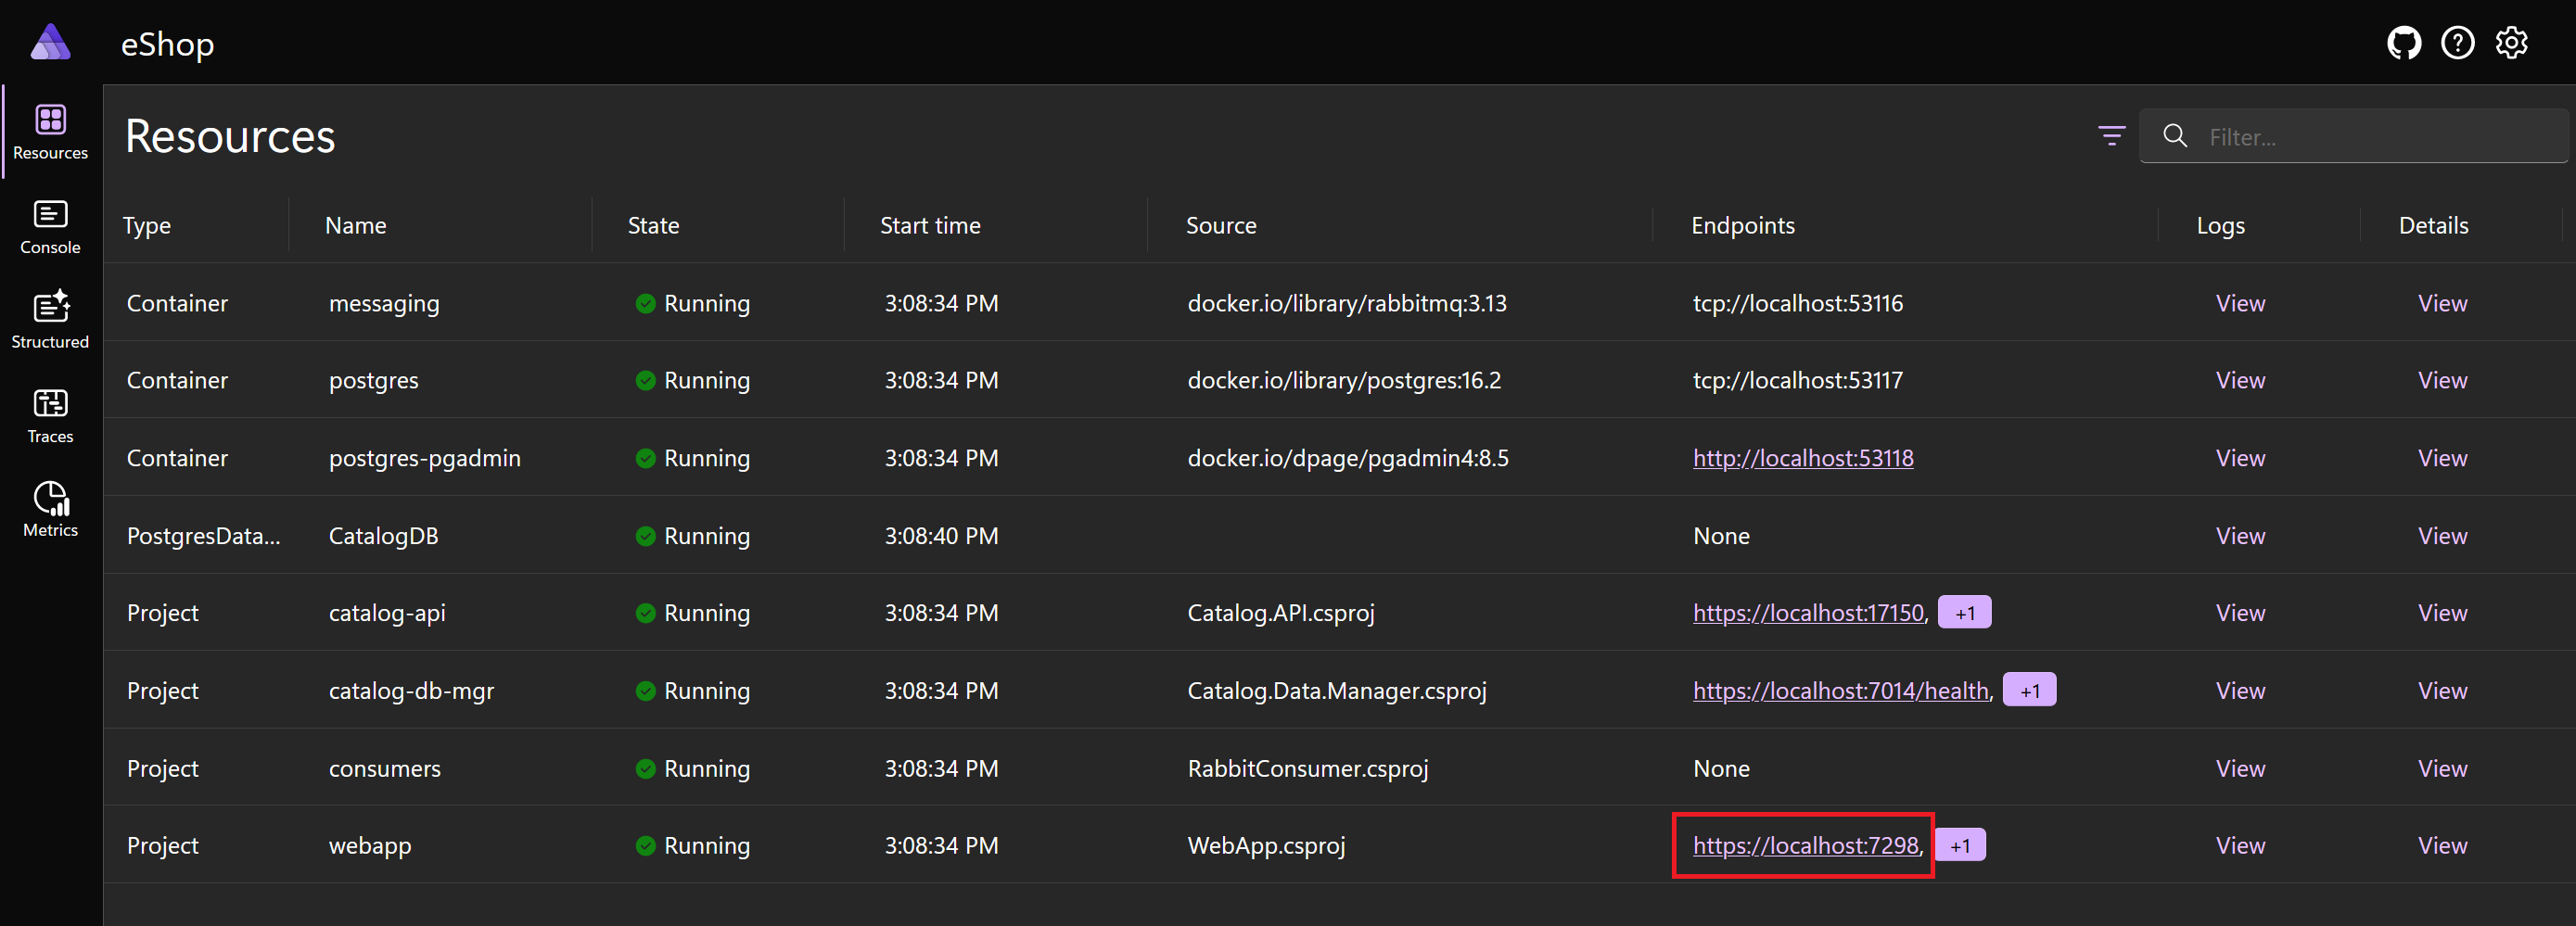 eShop
Resources
Resources
Filter...
Console
Structured
Traces
Metrics
Type Name State Start time Source Endpoints Logs Details
Container messaging Running 3:08:34 PM docker.io/library/rabbitmq:3.13 tcp://localhost:53116 View View
Container postgres Running 3:08:34 PM docker.io/library/postgres:16.2 tcp://localhost:53117 View View
Container postgres-pgadmin Running 3:08:34 PM docker.io/dpage/pgadmin4:8.5 http://localhost:53118 View View
PostgresData... CatalogDB Running 3:08:40 PM None View View
Project catalog-api Running 3:08:34 PM Catalog.API.csproj https://localhost:17150, +1 View View
Project catalog-db-mgr Running 3:08:34 PM Catalog.Data.Manager.csproj https://localhost:7014/health, +1 View View
Project consumers Running 3:08:34 PM RabbitConsumer.csproj None View View
Project webapp Running 3:08:34 PM WebApp.csproj https://localhost:7298, +1 View View